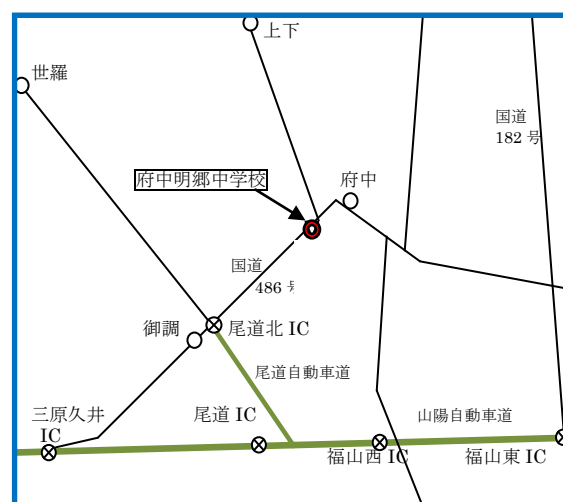 上下
世羅
国道
182 号
府中明郷中学校
府中
国道
486 号
御調
尾道北 IC
尾道自動車道
三原久井
IC
尾道 IC
山陽自動車道
福山西 IC
福山東 IC